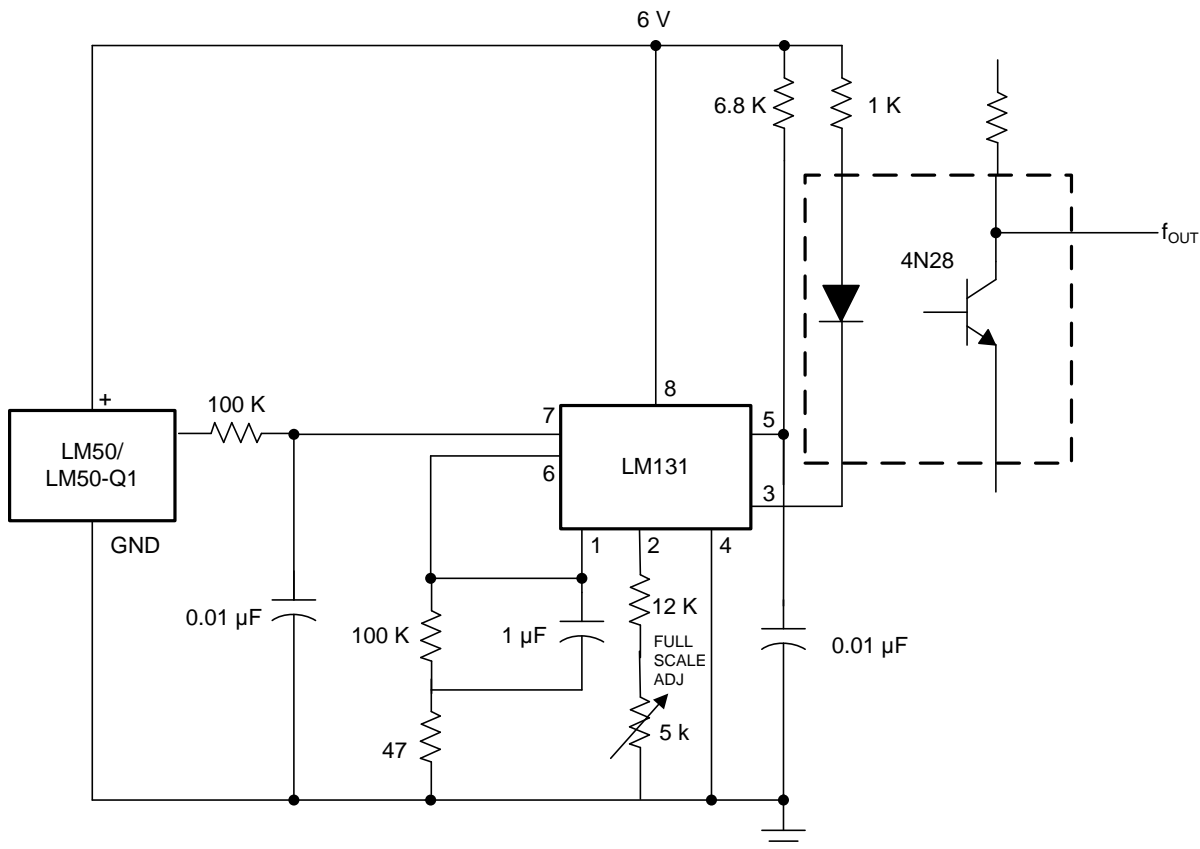 6 V
6.8 K
1 K
f_OUT
4N28
+
100 K
LM50/
LM50-Q1
GND
7
6
8
5
3
LM131
1
2
4
0.01 µF
100 K
1 µF
12 K
FULL
SCALE
ADJ
5 k
47
0.01 µF